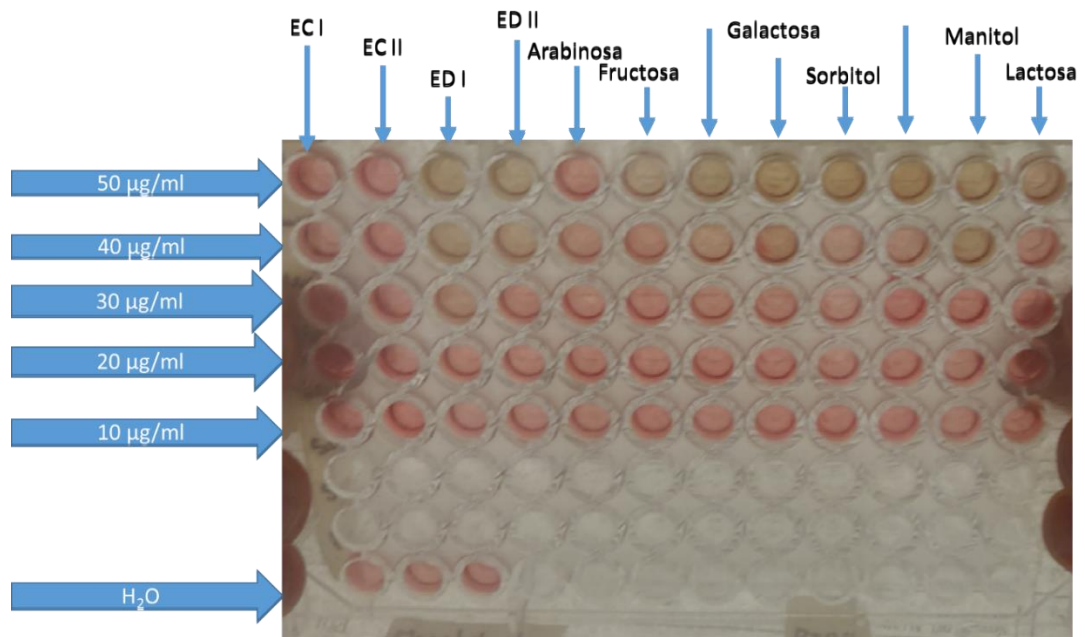 EC I
EC II
ED I
ED II
Arabinosa
Fructosa
Galactosa
Sorbitol
Manitol
Lactosa
50 µg/ml
40 µg/ml
30 µg/ml
20 µg/ml
10 µg/ml
H₂O